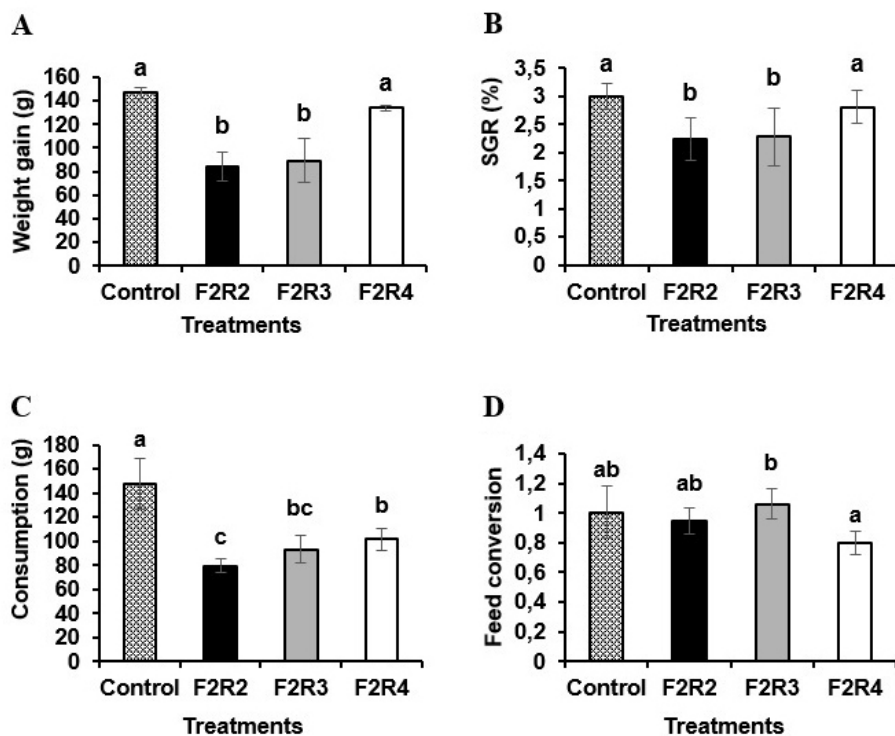 A
Weight gain (g)
160
140
120
100
80
60
40
20
0
a
b
b
a
Control F2R2 F2R3 F2R4
Treatments
B
SGR (%)
3,5
3
2,5
2
1,5
1
0,5
0
a
b
b
a
Control F2R2 F2R3 F2R4
Treatments
C
Consumption (g)
180
160
140
120
100
80
60
40
20
0
a
c
bc
b
Control F2R2 F2R3 F2R4
Treatments
D
Feed conversion
1,4
1,2
1
0,8
0,6
0,4
0,2
0
ab
ab
b
a
Control F2R2 F2R3 F2R4
Treatments